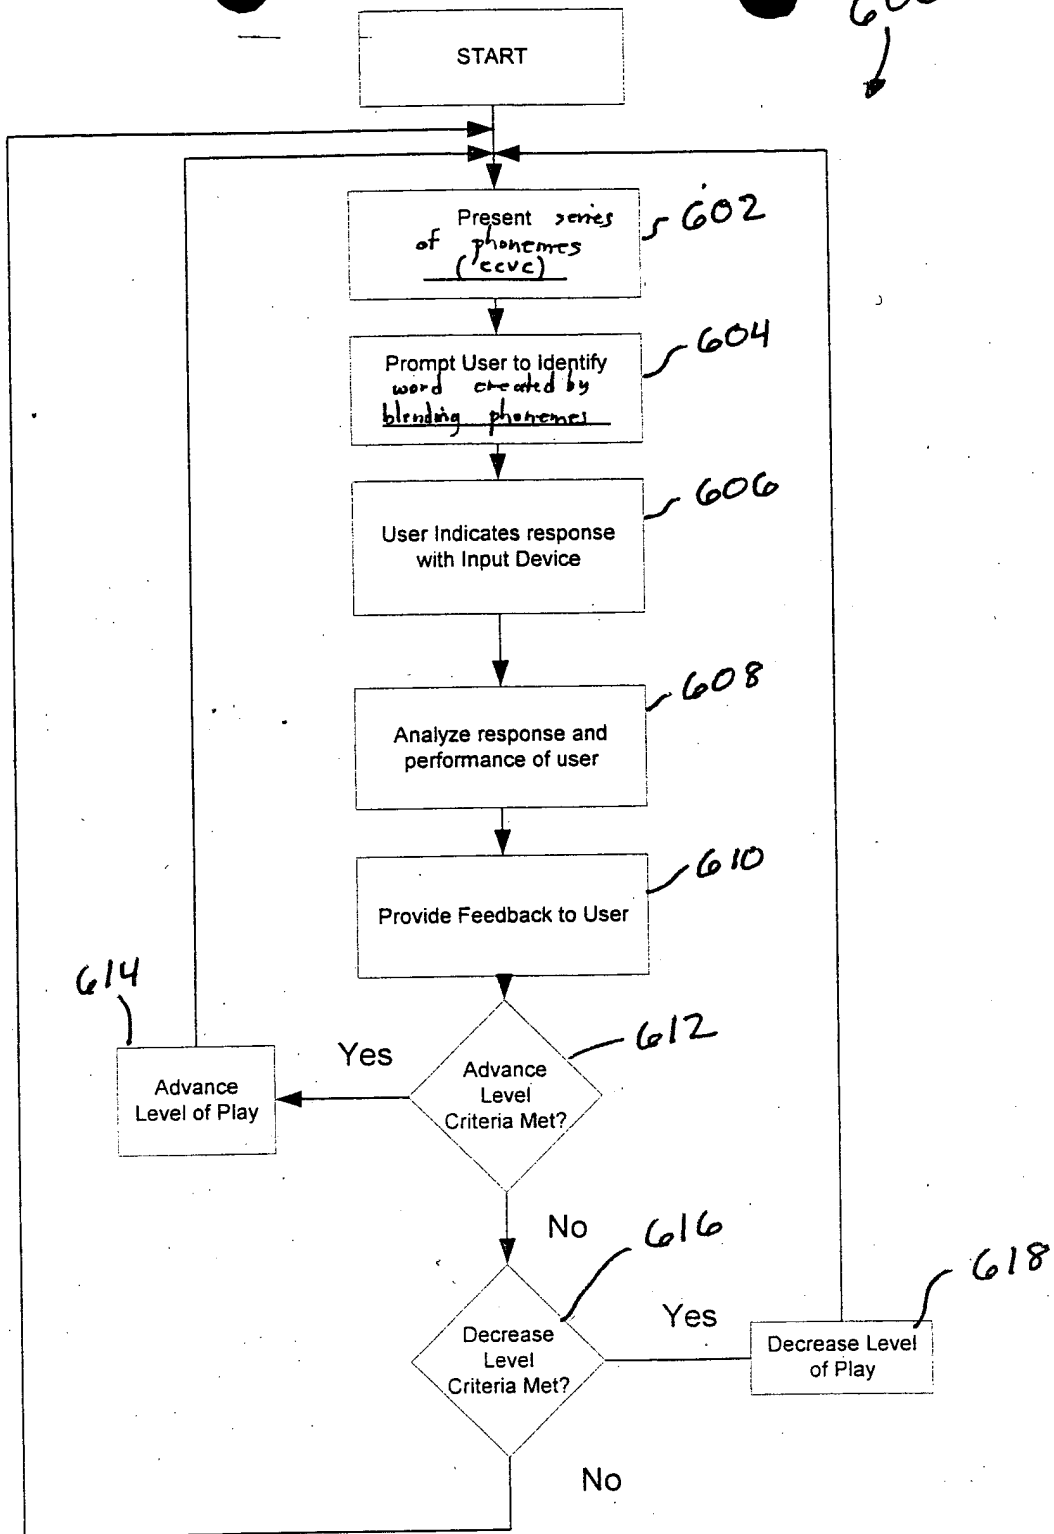 600
START
Present series
of phonemes
(ccvc)
602
Prompt User to Identify
word created by
blending phonemes
604
User Indicates response
with Input Device
606
Analyze response and
performance of user
608
Provide Feedback to User
610
614
Advance
Level of Play
Yes
Advance
Level
Criteria Met?
612
No
616
Decrease
Level
Criteria Met?
Yes
Decrease Level
of Play
618
No